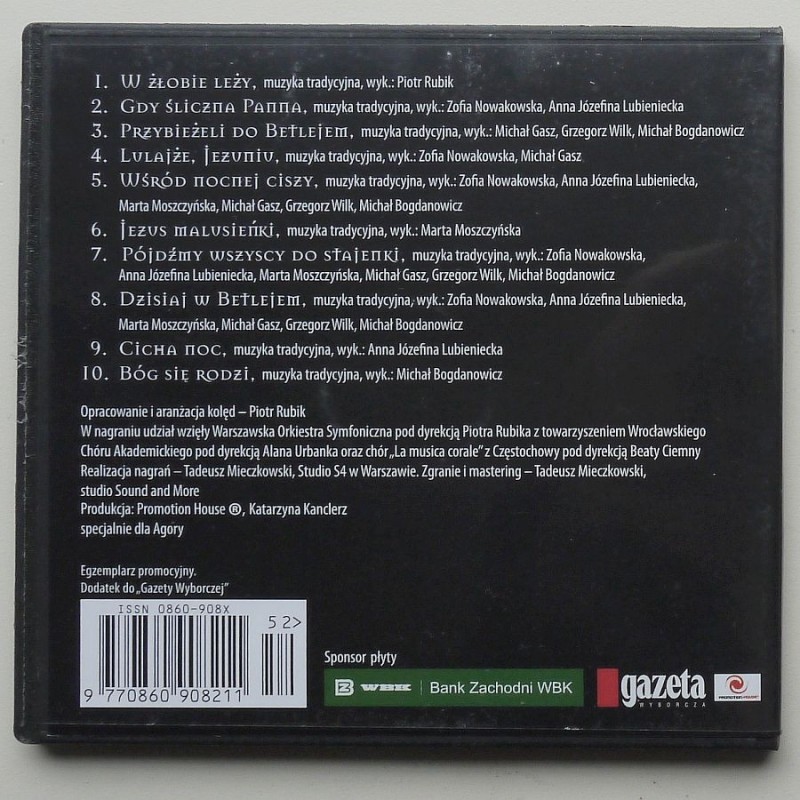 1. W żłobie leży, muzyka tradycyjna, wyk.: Piotr Rubik
2. Gdy śliczna Panna, muzyka tradycyjna, wyk.: Zofia Nowakowska, Anna Józefina Lubieniecka
3. Przybieżeli do Betlejem, muzyka tradycyjna, wyk.: Michał Gasz, Grzegorz Wilk, Michał Bogdanowicz
4. Lulajże, Jezuniu, muzyka tradycyjna, wyk.: Zofia Nowakowska, Michał Gasz
5. Wśród nocnej ciszy, muzyka tradycyjna, wyk.: Zofia Nowakowska, Anna Józefina Lubieniecka,
Marta Moszczyńska, Michał Gasz, Grzegorz Wilk, Michał Bogdanowicz
6. Jezus malusieńki, muzyka tradycyjna, wyk.: Marta Moszczyńska
7. Pójdźmy wszyscy do stajenki, muzyka tradycyjna, wyk.: Zofia Nowakowska,
Anna Józefina Lubieniecka, Marta Moszczyńska, Michał Gasz, Grzegorz Wilk, Michał Bogdanowicz
8. Dzisiaj w Betlejem, muzyka tradycyjna, wyk.: Zofia Nowakowska, Anna Józefina Lubieniecka,
Marta Moszczyńska, Michał Gasz, Grzegorz Wilk, Michał Bogdanowicz
9. Cicha noc, muzyka tradycyjna, wyk.: Anna Józefina Lubieniecka
10. Bóg się rodzi, muzyka tradycyjna, wyk.: Michał Bogdanowicz
Opracowanie i aranżacja kolęd – Piotr Rubik
W nagraniu udział wzięły Warszawska Orkiestra Symfoniczna pod dyrekcją Piotra Rubika z towarzyszeniem Wrocławskiego
Chóru Akademickiego pod dyrekcją Alana Urbanka oraz chór „La musica corale” z Częstochowy pod dyrekcją Beaty Ciemny
Realizacja nagrań – Tadeusz Mieczkowski, Studio S4 w Warszawie. Zgranie i mastering – Tadeusz Mieczkowski,
studio Sound and More
Produkcja: Promotion House ®, Katarzyna Kanclerz
specjalnie dla Agory
Egzemplarz promocyjny.
Dodatek do „Gazety Wyborczej”
ISSN 0860-908X
52>
9 770860 908211
Sponsor płyty
WBK Bank Zachodni WBK
gazeta
WYBORCZA